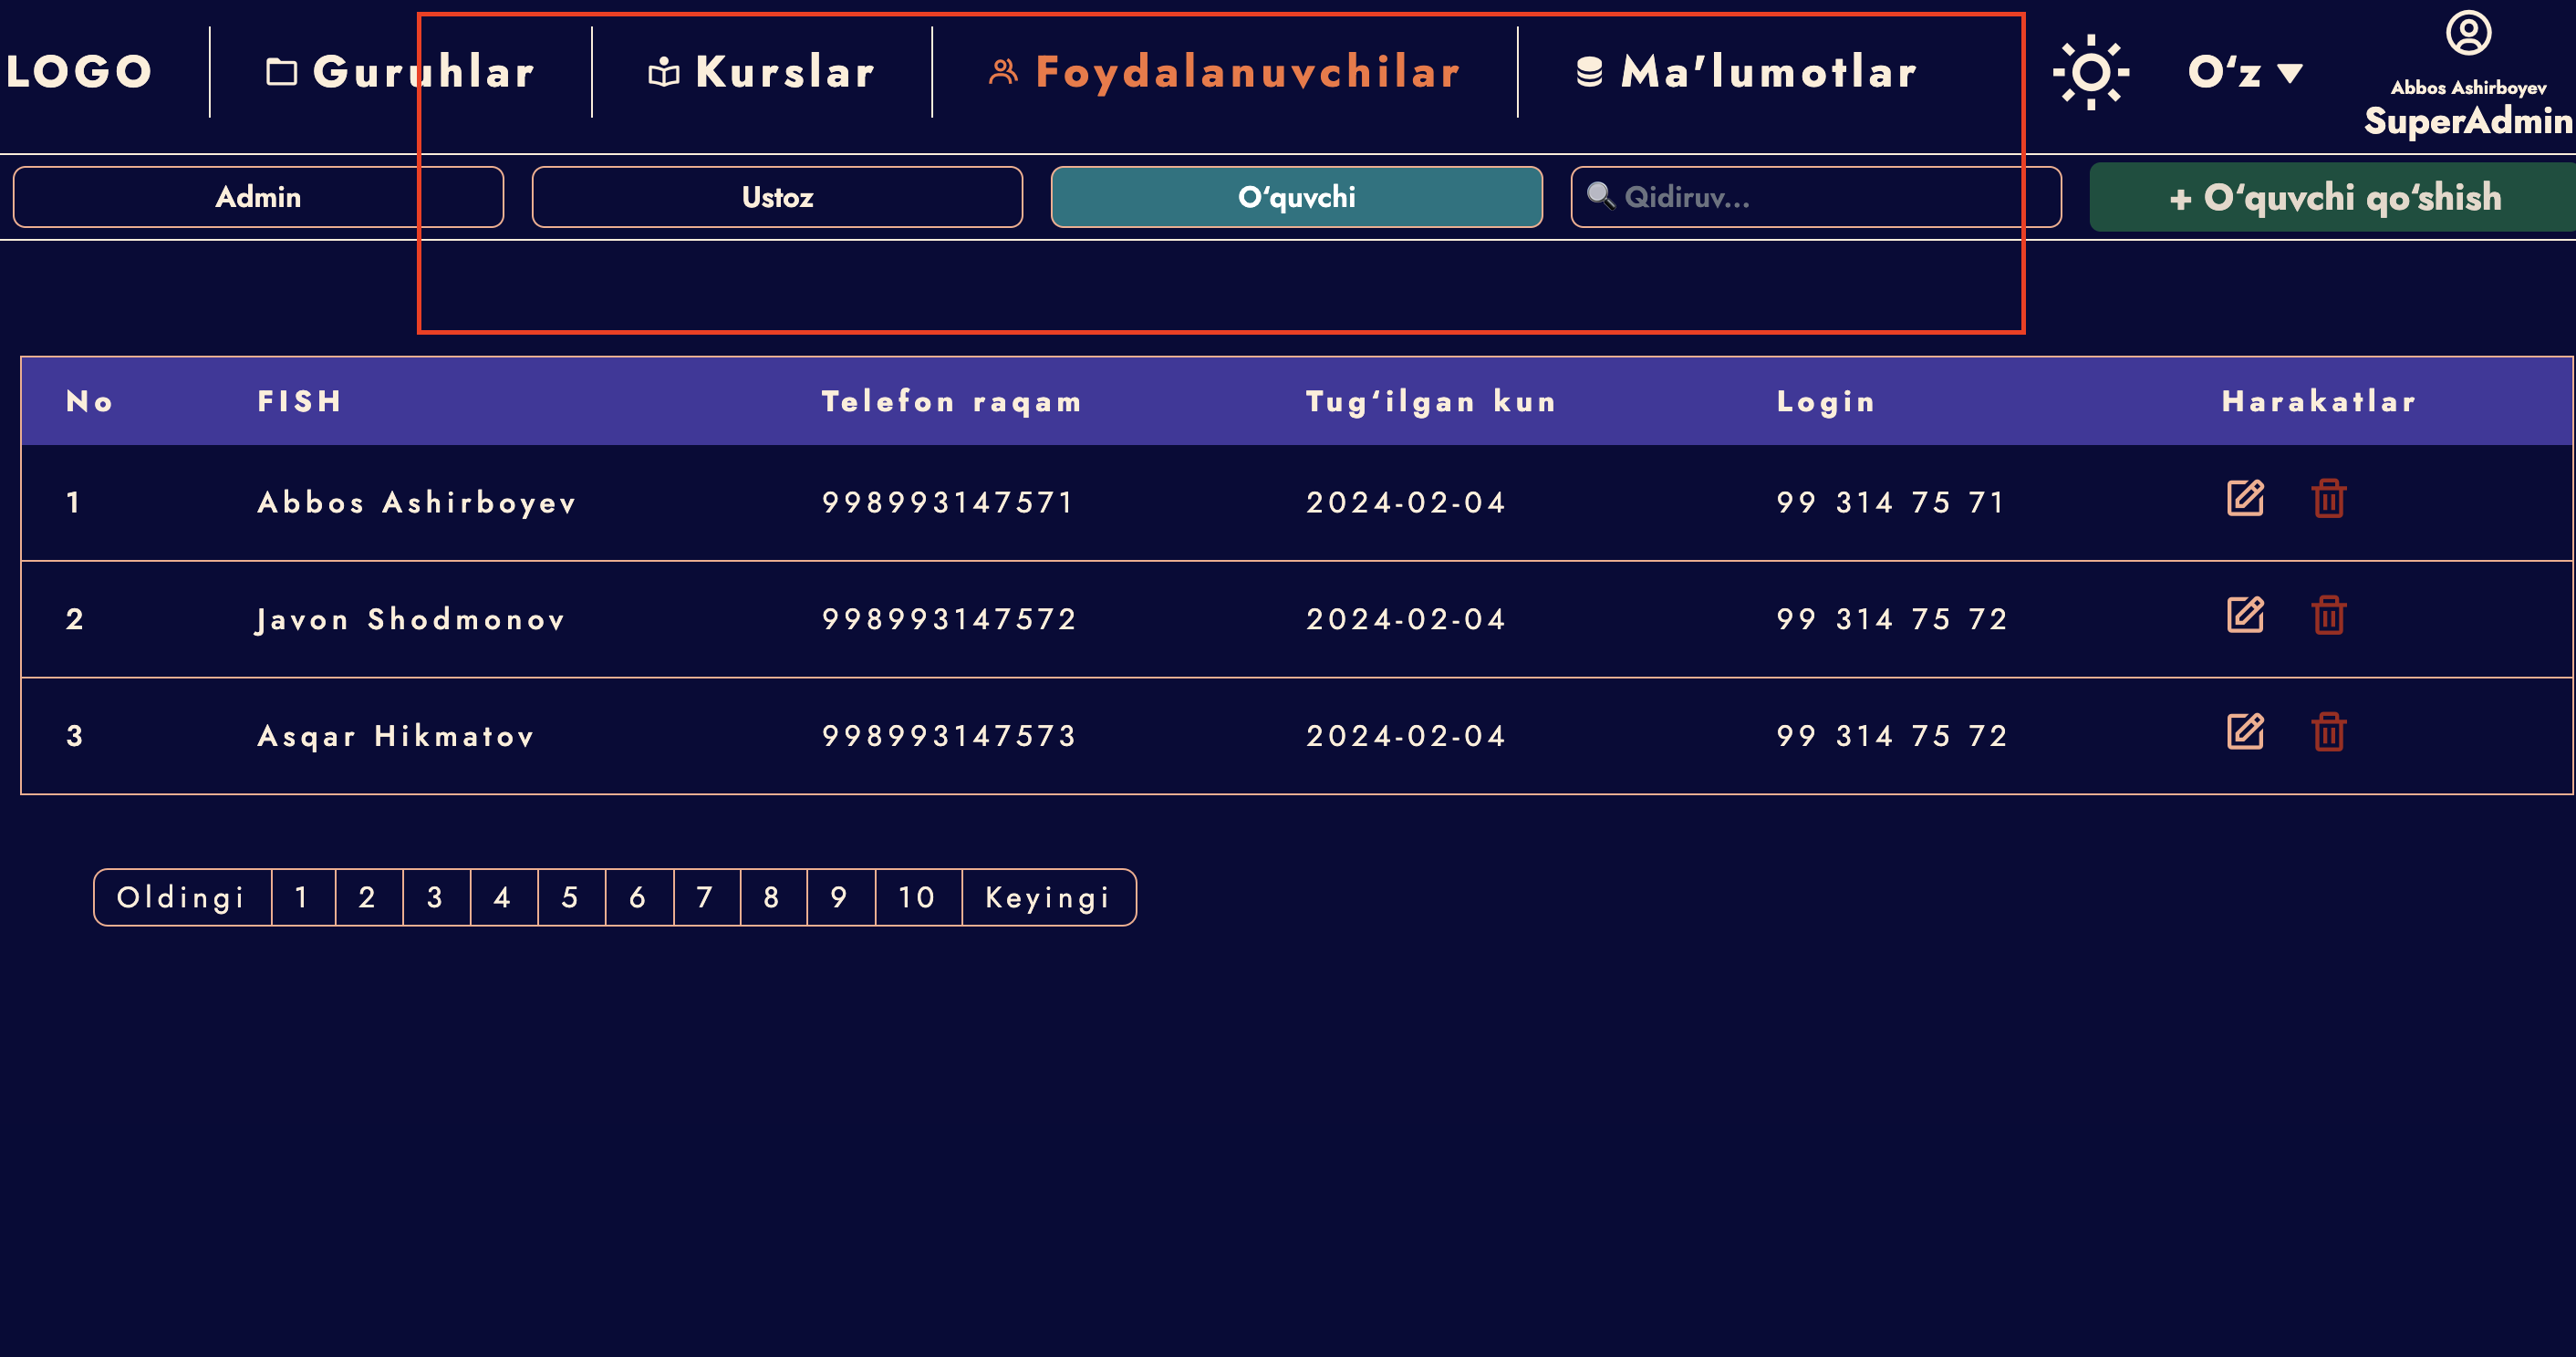 LOGO Guruhlar Kurslar Foydalanuvchilar Ma'lumotlar O‘z
Abbos Ashirboyev
SuperAdmin
Admin Ustoz O‘quvchi Qidiruv... + O‘quvchi qo‘shish
No FISH Telefon raqam Tug‘ilgan kun Login Harakatlar
1 Abbos Ashirboyev 998993147571 2024-02-04 99 314 75 71
2 Javon Shodmonov 998993147572 2024-02-04 99 314 75 72
3 Asqar Hikmatov 998993147573 2024-02-04 99 314 75 72
Oldingi 1 2 3 4 5 6 7 8 9 10 Keyingi